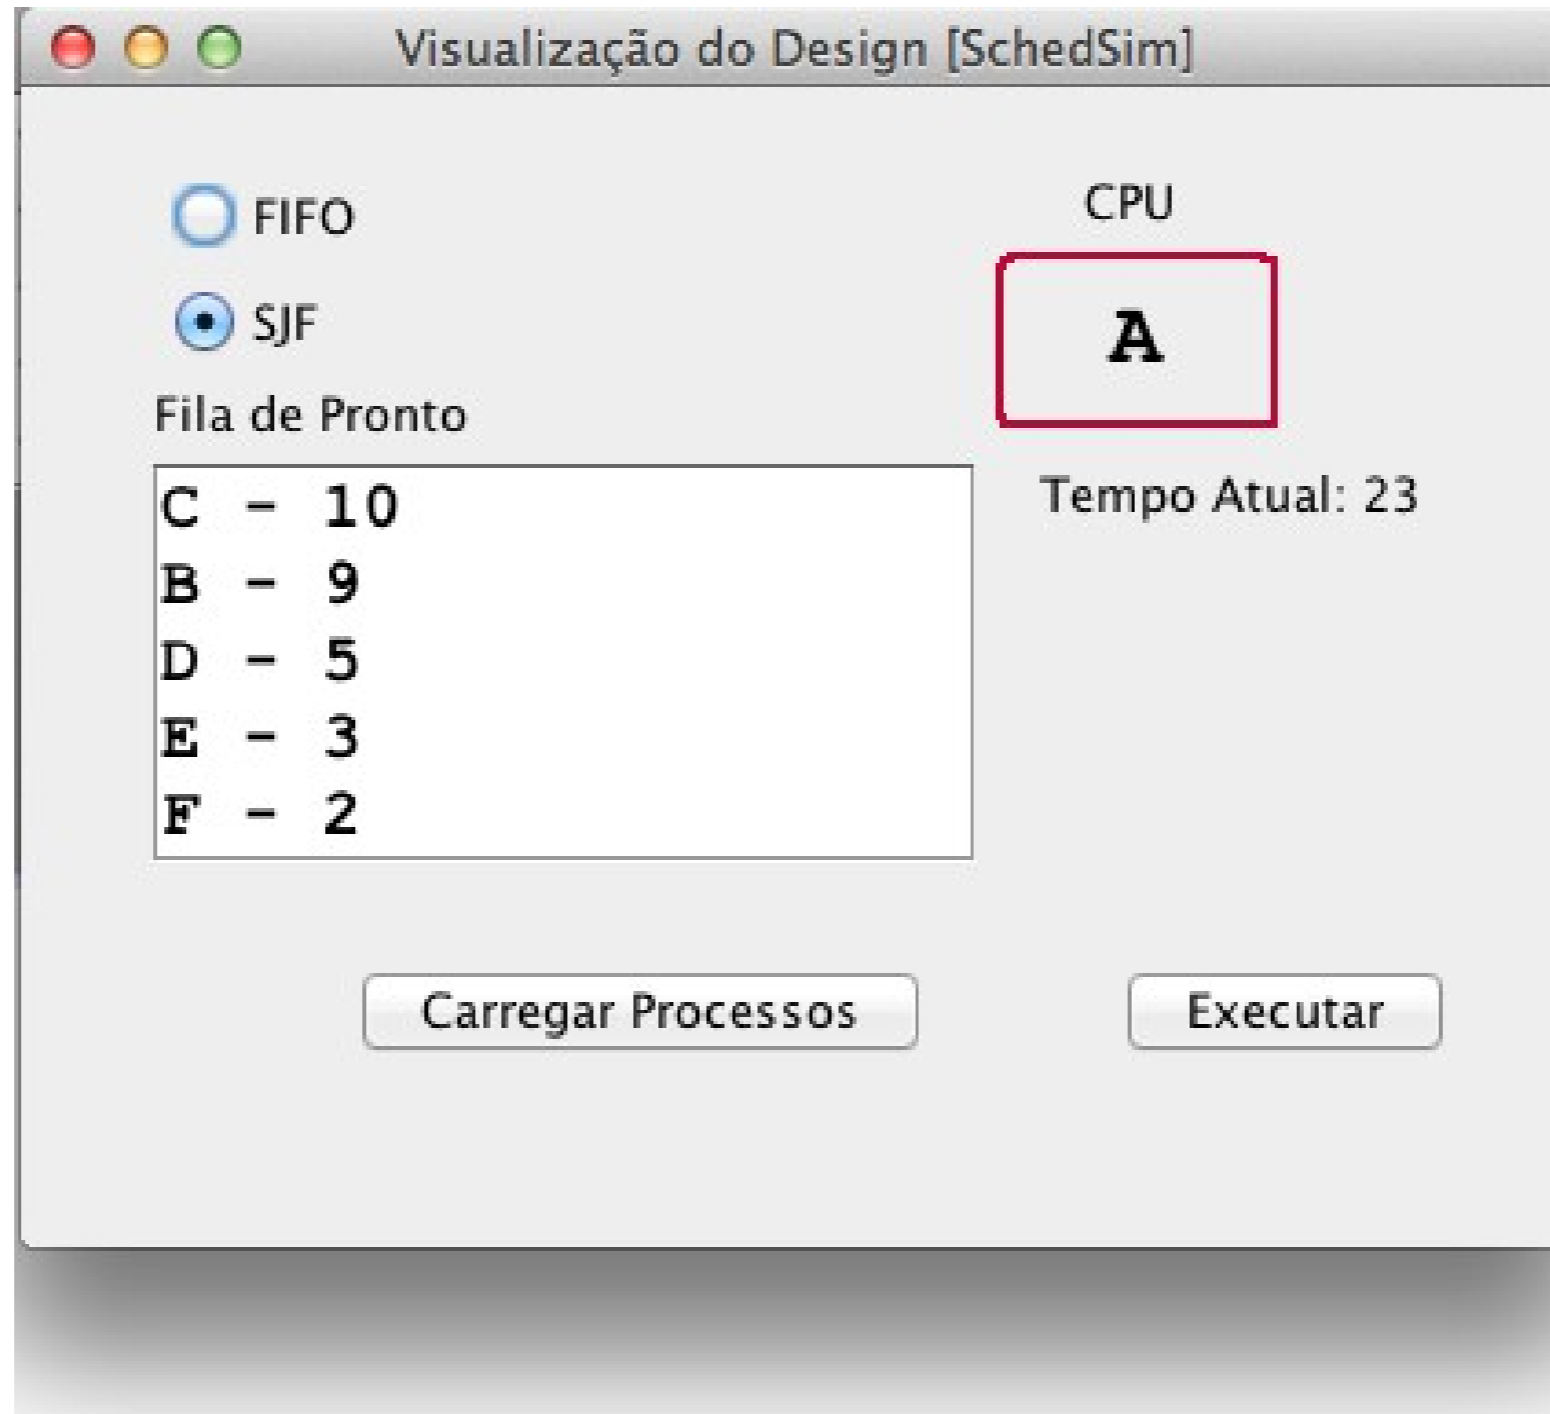 Visualização do Design [SchedSim]
FIFO
SJF
CPU
A
Fila de Pronto
Tempo Atual: 23
C - 10
B - 9
D - 5
E - 3
F - 2
Carregar Processos
Executar